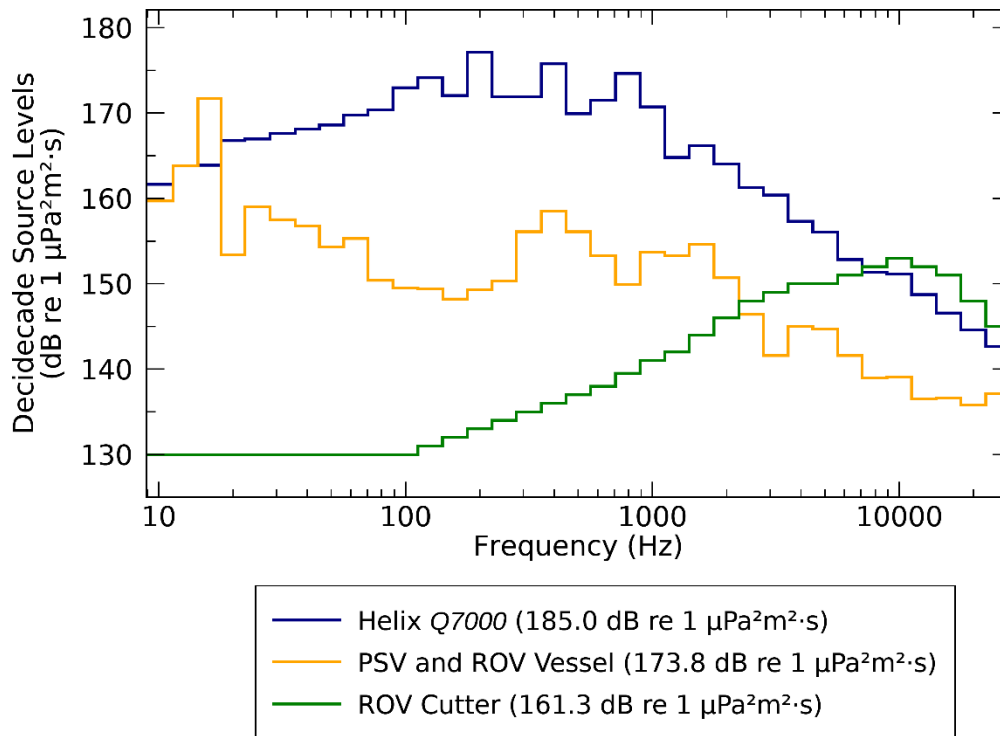 180
170
160
150
140
130
Decidecade Source Levels
(dB re 1 µPa²m²·s)
10
100
1000
10000
Frequency (Hz)
Helix Q7000 (185.0 dB re 1 µPa²m²·s)
PSV and ROV Vessel (173.8 dB re 1 µPa²m²·s)
ROV Cutter (161.3 dB re 1 µPa²m²·s)